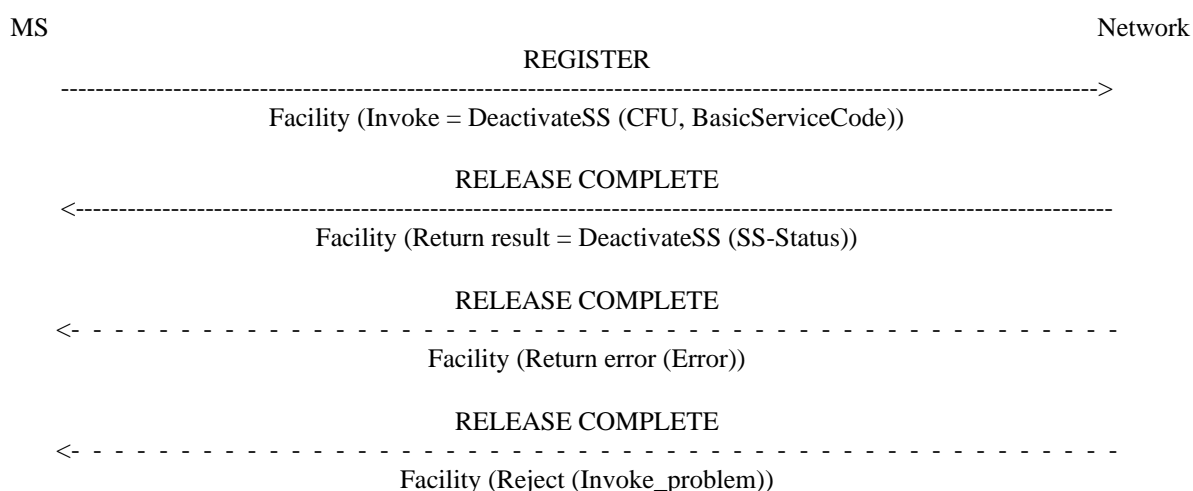 MS Network
REGISTER
------------------------------------------------------------------------------------------------------------------------>
Facility (Invoke = DeactivateSS (CFU, BasicServiceCode))
RELEASE COMPLETE
<------------------------------------------------------------------------------------------------------------------------
Facility (Return result = DeactivateSS (SS-Status))
RELEASE COMPLETE
<- - - - - - - - - - - - - - - - - - - - - - - - - - - - - - - - - - - - - - - - - - - - - - - - -
Facility (Return error (Error))
RELEASE COMPLETE
<- - - - - - - - - - - - - - - - - - - - - - - - - - - - - - - - - - - - - - - - - - - - - - - - -
Facility (Reject (Invoke_problem))